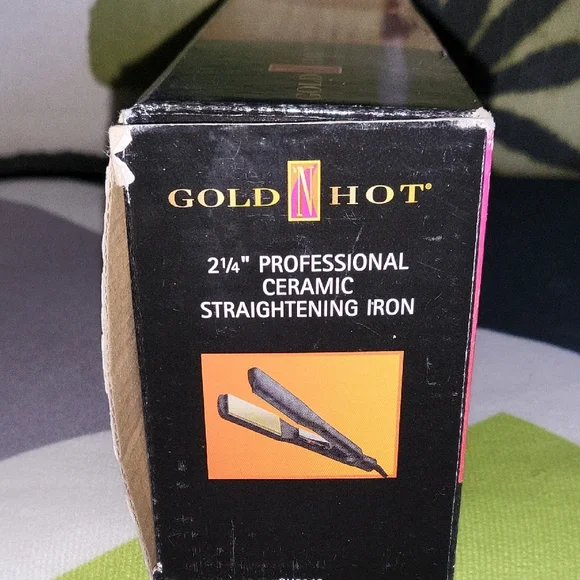 GOLD N HOT®
2¼" PROFESSIONAL
CERAMIC
STRAIGHTENING IRON